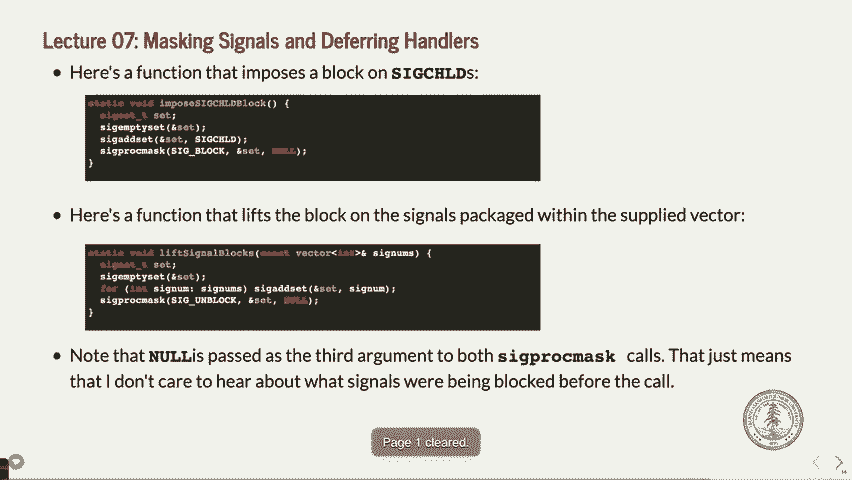 Lecture 07: Masking Signals and Deferring Handlers
• Here's a function that imposes a block on SIGCHLDs:
static void imposeSIGCHLDBlock() {
sigset_t set;
sigemptyset(&set);
sigaddset(&set, SIGCHLD);
sigprocmask(SIG_BLOCK, &set, NULL);
}
• Here's a function that lifts the block on the signals packaged within the supplied vector:
static void liftSignalBlocks(const vector<int>& signums) {
sigset_t set;
sigemptyset(&set);
for (int signum: signums) sigaddset(&set, signum);
sigprocmask(SIG_UNBLOCK, &set, NULL);
}
• Note that NULLis passed as the third argument to both sigprocmask calls. That just means
that I don't care to hear about what signals were being blocked before the call.
Page 1 cleared.